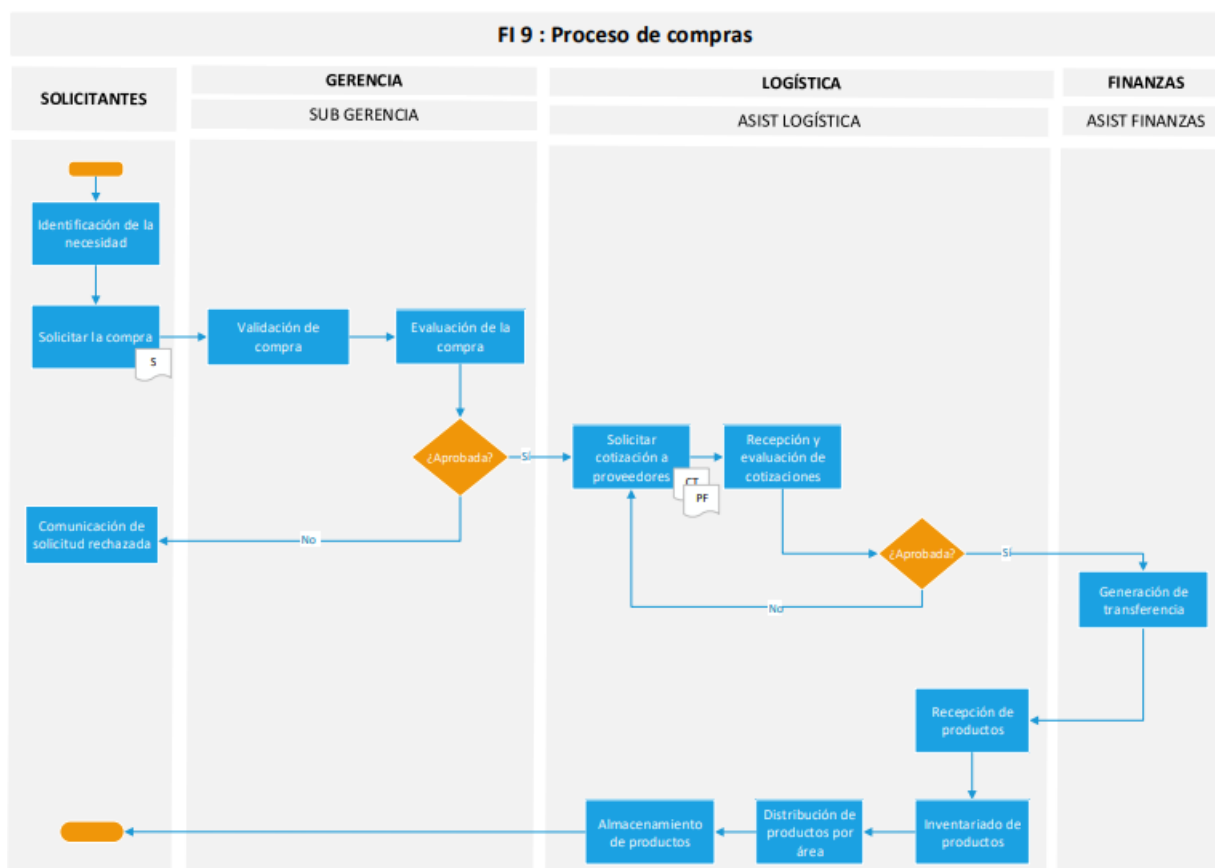 FI 9 : Proceso de compras
SOLICITANTES
GERENCIA
SUB GERENCIA
LOGÍSTICA
ASIST LOGÍSTICA
FINANZAS
ASIST FINANZAS
Identificación de la
necesidad
Solicitar la compra
S
Validación de
compra
Evaluación de la
compra
¿Aprobada?
Sí
No
Comunicación de
solicitud rechazada
Solicitar
cotización a
proveedores
CT
PF
Recepción y
evaluación de
cotizaciones
¿Aprobada?
Sí
No
Generación de
transferencia
Recepción de
productos
Inventariado de
productos
Distribución de
productos por
área
Almacenamiento
de productos